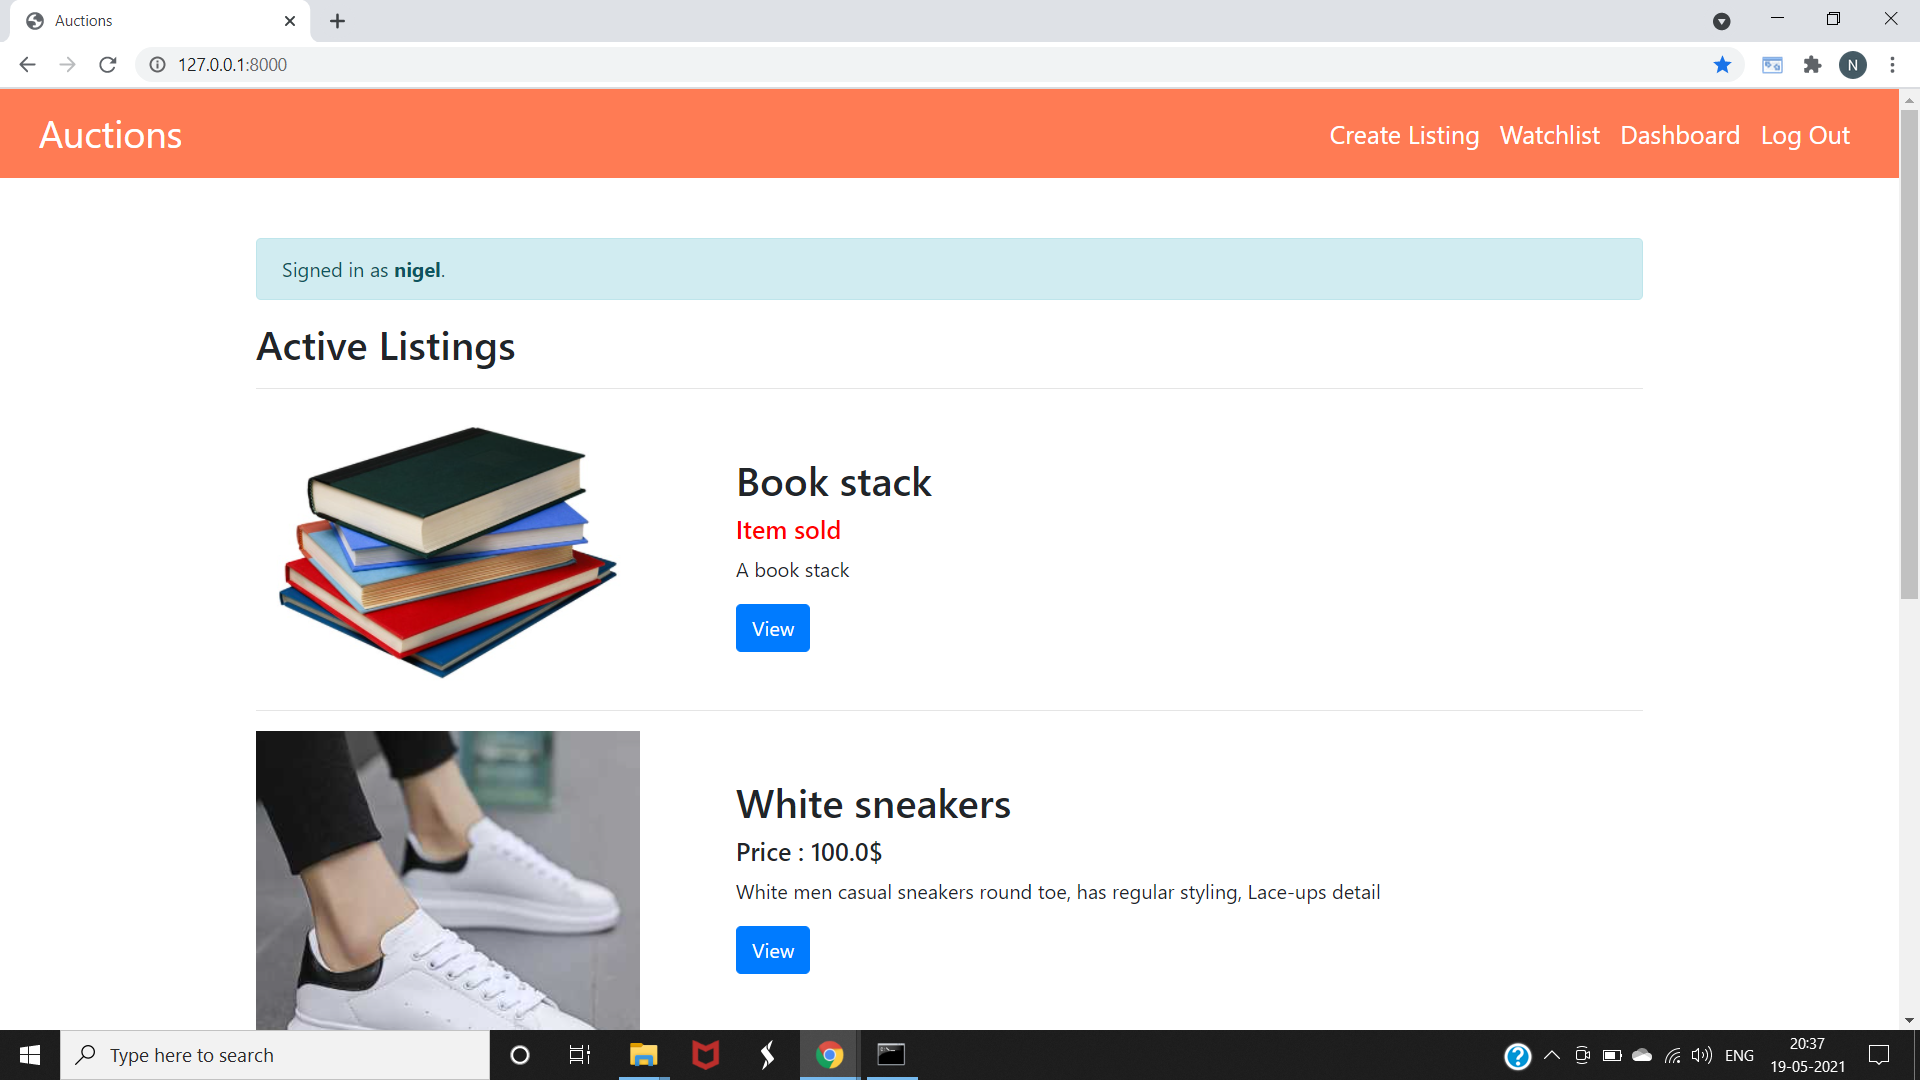 Auctions
127.0.0.1:8000
N
Auctions
Create Listing Watchlist Dashboard Log Out
Signed in as nigel.
Active Listings
Book stack
Item sold
A book stack
View
White sneakers
Price : 100.0$
White men casual sneakers round toe, has regular styling, Lace-ups detail
View
Type here to search
ENG
20:37
19-05-2021